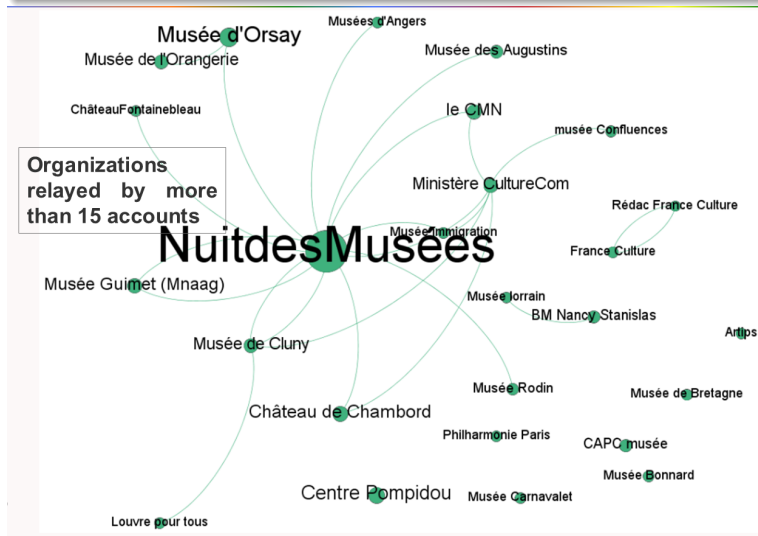 Musées d'Angers
Musée d'Orsay
Musée des Augustins
Musée de l'Orangerie
ChâteauFontainebleau
le CMN
musée Confluences
Organizations
relayed by more
than 15 accounts
Ministère CultureCom
Rédac France Culture
Musée Immigration
NuitdesMusées
France Culture
Musée Guimet (Mnaag)
Musée lorrain
BM Nancy Stanislas
Artips
Musée de Cluny
Musée Rodin
Musée de Bretagne
Château de Chambord
Philharmonie Paris
CAPC musée
Musée Bonnard
Centre Pompidou
Musée Carnavalet
Louvre pour tous